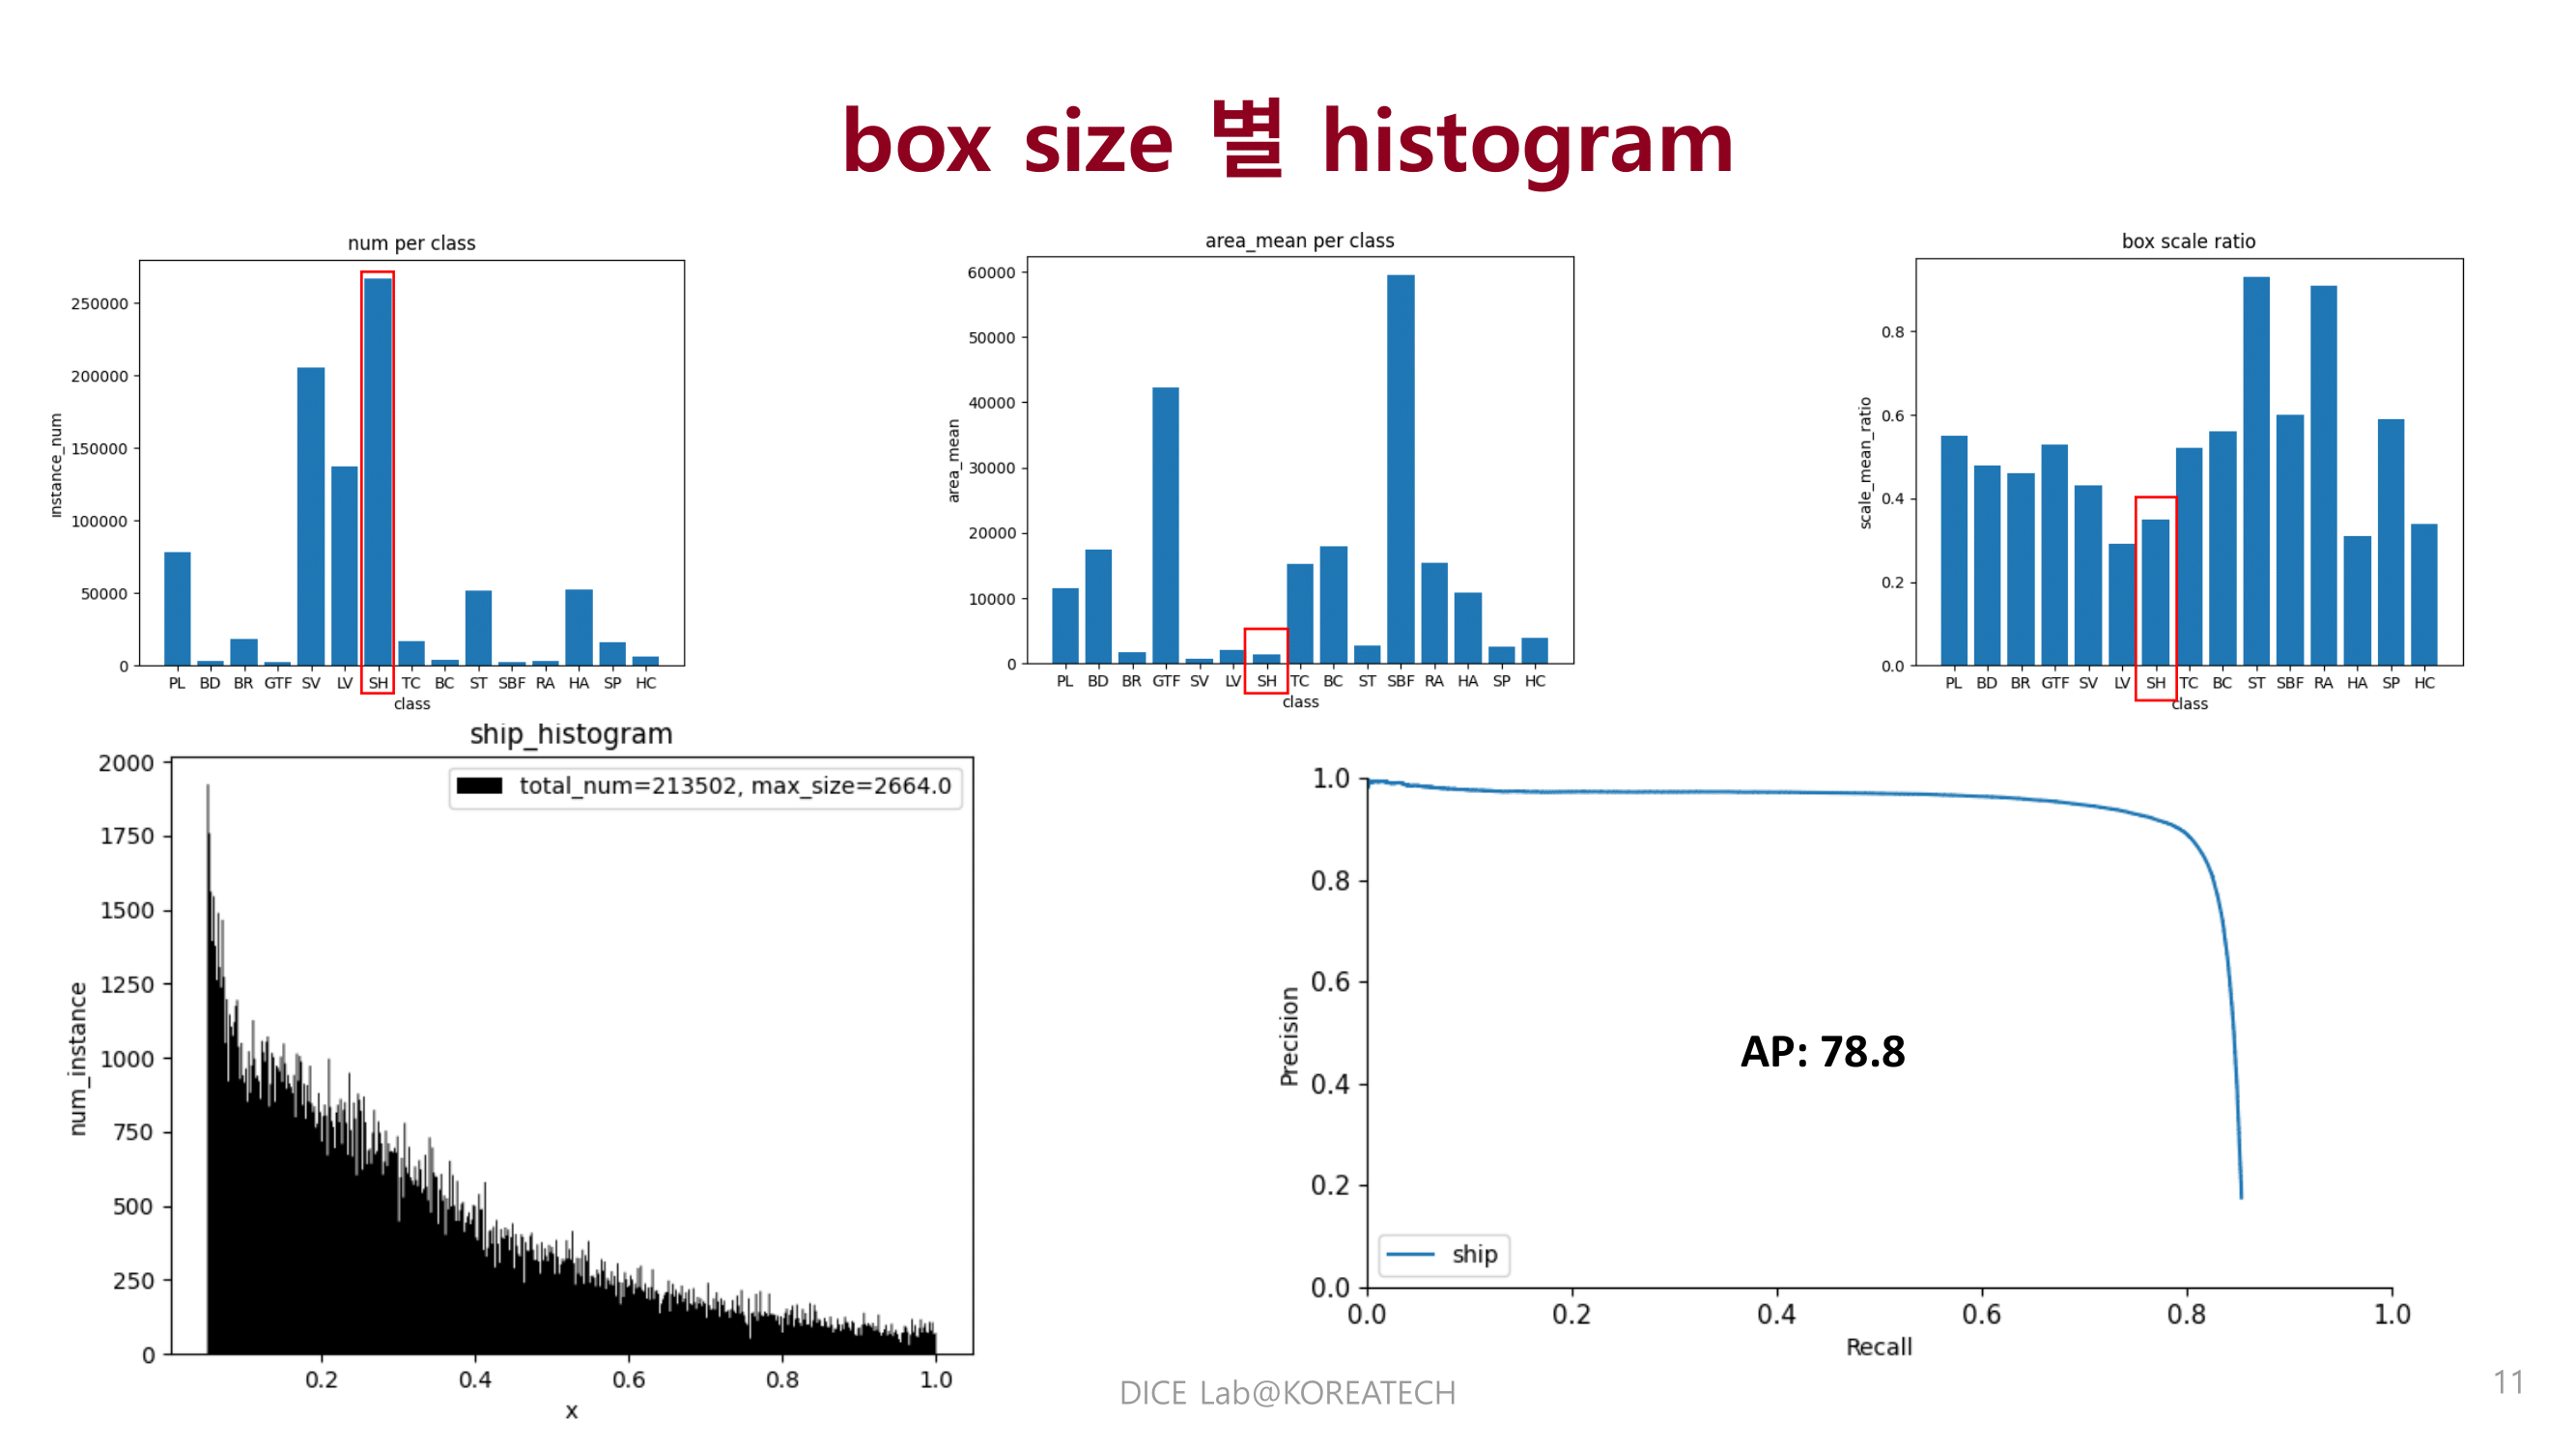 box size 별 histogram
num per class
instance_num
250000
200000
150000
100000
50000
0
PL BD BR GTF SV LV SH TC BC ST SBF RA HA SP HC
class
area_mean per class
area_mean
60000
50000
40000
30000
20000
10000
0
PL BD BR GTF SV LV SH TC BC ST SBF RA HA SP HC
class
box scale ratio
scale_mean_ratio
0.8
0.6
0.4
0.2
0.0
PL BD BR GTF SV LV SH TC BC ST SBF RA HA SP HC
class
ship_histogram
total_num=213502, max_size=2664.0
num_instance
2000
1750
1500
1250
1000
750
500
250
0
0.2 0.4 0.6 0.8 1.0
x
Precision
1.0
0.8
0.6
0.4
0.2
0.0
AP: 78.8
ship
0.0 0.2 0.4 0.6 0.8 1.0
Recall
DICE Lab@KOREATECH
11